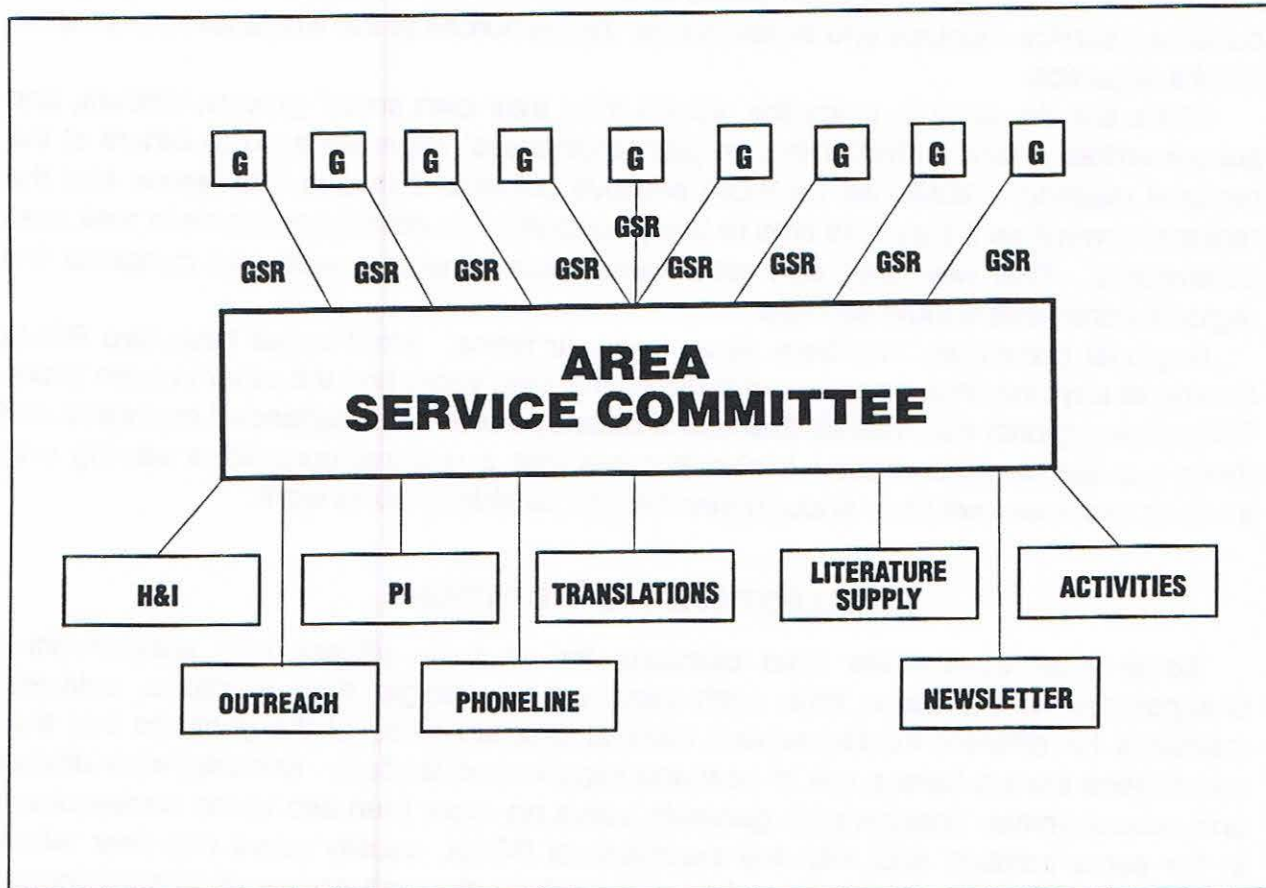 G G G G G G G G G
GSR
GSR GSR GSR GSR GSR GSR GSR GSR
AREA
SERVICE COMMITTEE
H&I PI TRANSLATIONS LITERATURE SUPPLY ACTIVITIES
OUTREACH PHONELINE NEWSLETTER